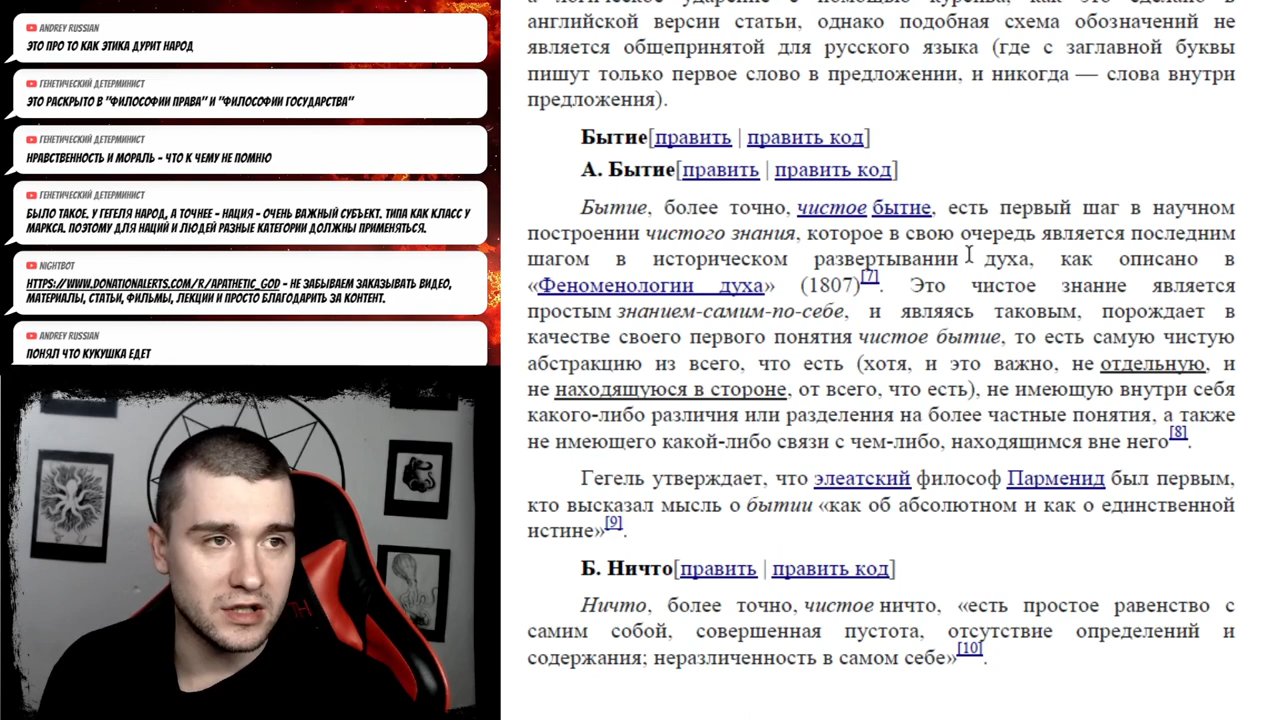 ANDREY RUSSIAN
ЭТО ПРО ТО КАК ЭТИКА ДУРИТ НАРОД
ГЕНЕТИЧЕСКИЙ ДЕТЕРМИНИСТ
ЭТО РАСКРЫТО В "ФИЛОСОФИИ ПРАВА" И "ФИЛОСОФИИ ГОСУДАРСТВА"
ГЕНЕТИЧЕСКИЙ ДЕТЕРМИНИСТ
НРАВСТВЕННОСТЬ И МОРАЛЬ - ЧТО К ЧЕМУ НЕ ПОМНЮ
ГЕНЕТИЧЕСКИЙ ДЕТЕРМИНИСТ
БЫЛО ТАКОЕ. У ГЕГЕЛЯ НАРОД, А ТОЧНЕЕ - НАЦИЯ - ОЧЕНЬ ВАЖНЫЙ СУБЪЕКТ. ТИПА КАК КЛАСС У
МАРКСА. ПОЭТОМУ ДЛЯ НАЦИЙ И ЛЮДЕЙ РАЗНЫЕ КАТЕГОРИИ ДОЛЖНЫ ПРИМЕНЯТЬСЯ.
NIGHTBOT
HTTPS://WWW.DONATIONALERTS.COM/R/APATHETIC_GOD - НЕ ЗАБЫВАЕМ ЗАКАЗЫВАТЬ ВИДЕО,
МАТЕРИАЛЫ, СТАТЬИ, ФИЛЬМЫ, ЛЕКЦИИ И ПРОСТО БЛАГОДАРИТЬ ЗА КОНТЕНТ.
ANDREY RUSSIAN
ПОНЯЛ ЧТО КУКУШКА ЕДЕТ
английской версии статьи, однако подобная схема обозначений не
является общепринятой для русского языка (где с заглавной буквы
пишут только первое слово в предложении, и никогда — слова внутри
предложения).
Бытие[править | править код]
А. Бытие[править | править код]
Бытие, более точно, чистое бытие, есть первый шаг в научном
построении чистого знания, которое в свою очередь является последним
шагом в историческом развертывании духа, как описано в
«Феноменологии духа» (1807)[7]. Это чистое знание является
простым знанием-самим-по-себе, и являясь таковым, порождает в
качестве своего первого понятия чистое бытие, то есть самую чистую
абстракцию из всего, что есть (хотя, и это важно, не отдельную, и
не находящуюся в стороне, от всего, что есть), не имеющую внутри себя
какого-либо различия или разделения на более частные понятия, а также
не имеющего какой-либо связи с чем-либо, находящимся вне него[8].
Гегель утверждает, что элеатский философ Парменид был первым,
кто высказал мысль о бытии «как об абсолютном и как о единственной
истине»[9].
Б. Ничто[править | править код]
Ничто, более точно, чистое ничто, «есть простое равенство с
самим собой, совершенная пустота, отсутствие определений и
содержания; неразличенность в самом себе»[10].